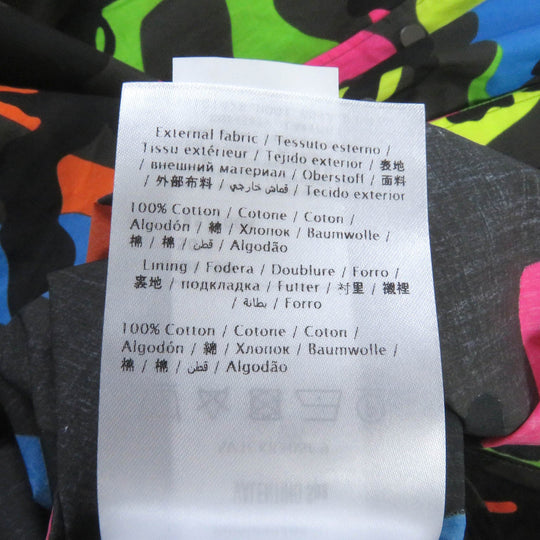 External fabric / Tessuto esterno /
Tissu extérieur / Tejido exterior / 表地
/ внешний материал / Oberstoff / 面料
/ 外部布料 / قماش خارجي / Tecido exterior
100% Cotton / Cotone / Coton /
Algodón / 綿 / Хлопок / Baumwolle /
棉 / 棉 / قطن / Algodão
Lining / Fodera / Doublure / Forro /
裏地 / подкладка / Futter / 衬里 / 襯裡
/ بطانة / Forro
100% Cotton / Cotone / Coton /
Algodón / 綿 / Хлопок / Baumwolle /
棉 / 棉 / قطن / Algodão